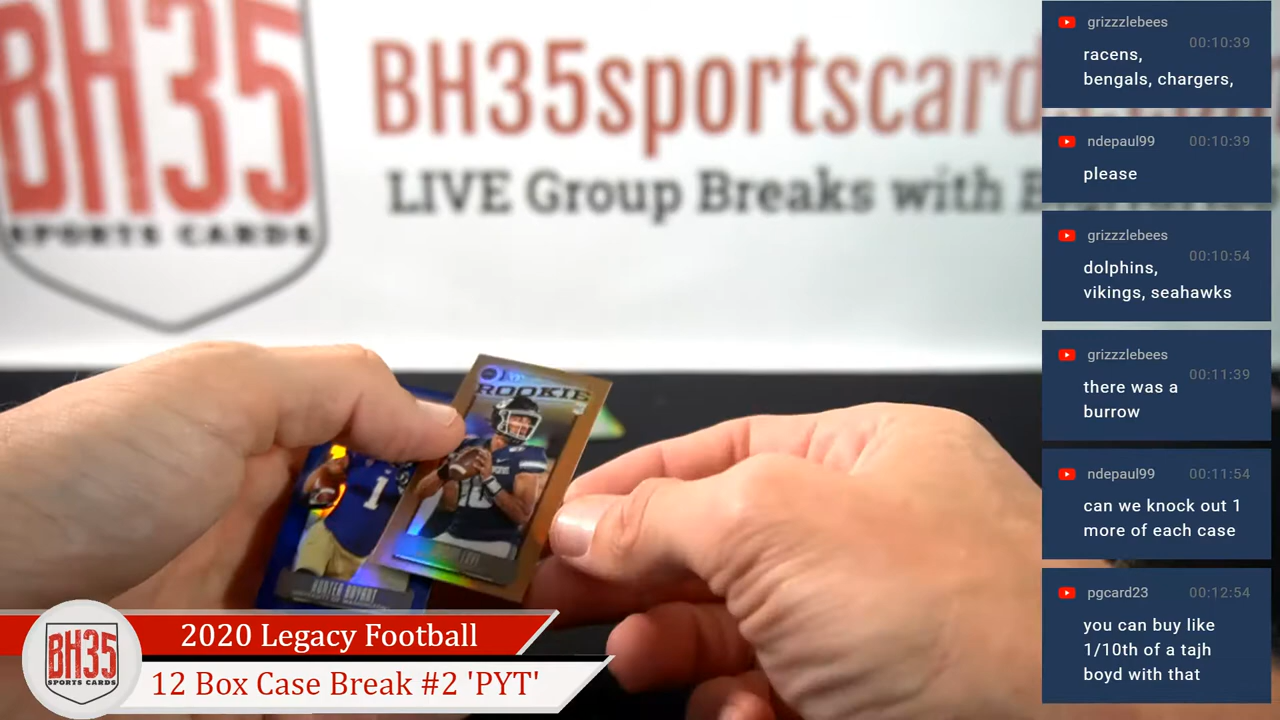 BH35
SPORTS CARDS
BH35sportscard
LIVE Group Breaks with
grizzzlebees
00:10:39
racens,
bengals, chargers,
ndepaul99
00:10:39
please
grizzzlebees
00:10:54
dolphins,
vikings, seahawks
grizzzlebees
00:11:39
there was a
burrow
ndepaul99
00:11:54
can we knock out 1
more of each case
pgcard23
00:12:54
you can buy like
1/10th of a tajh
boyd with that
ROOKIE
10
1
HUNTER BRYANT
BH35
SPORTS CARDS
2020 Legacy Football
12 Box Case Break #2 'PYT'